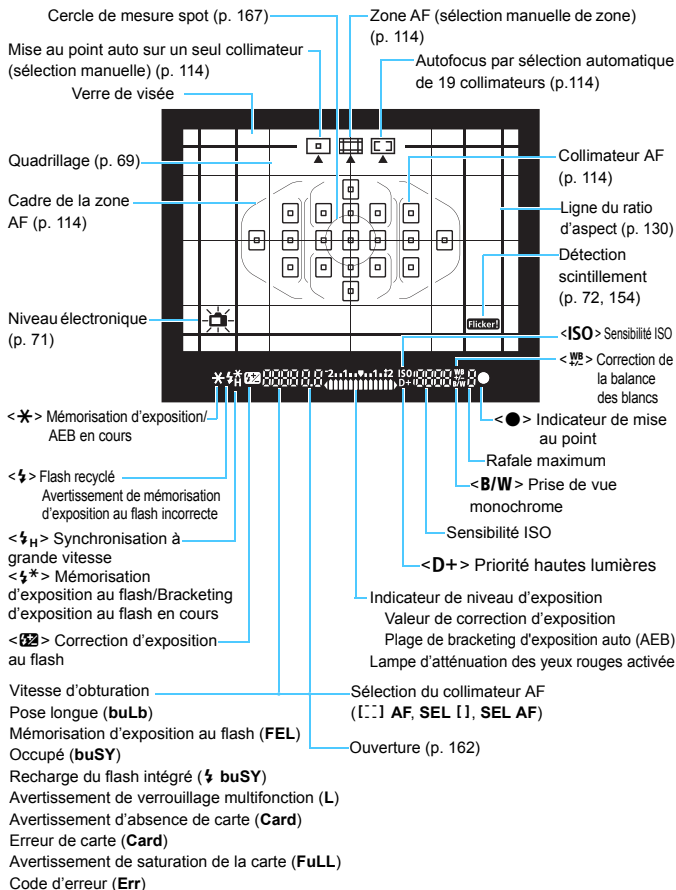 Cercle de mesure spot (p. 167)
Zone AF (sélection manuelle de zone)
(p. 114)
Mise au point auto sur un seul collimateur
(sélection manuelle) (p. 114)
Autofocus par sélection automatique
de 19 collimateurs (p.114)
Verre de visée
Quadrillage (p. 69)
Collimateur AF
(p. 114)
Cadre de la zone
AF (p. 114)
Ligne du ratio
d'aspect (p. 130)
Détection
scintillement
(p. 72, 154)
Flicker!
Niveau électronique
(p. 71)
<ISO> Sensibilité ISO
<WB+/-> Correction de
la balance
des blancs
-2..1..▼..1..+2
ISO
D+
WB
+/-
B/W
<✱> Mémorisation d'exposition/
AEB en cours
<●> Indicateur de mise
au point
<⚡> Flash recyclé
Avertissement de mémorisation
d'exposition au flash incorrecte
Rafale maximum
<B/W> Prise de vue
monochrome
<⚡H> Synchronisation à
grande vitesse
Sensibilité ISO
<⚡✱> Mémorisation
d'exposition au flash/Bracketing
d'exposition au flash en cours
<D+> Priorité hautes lumières
Indicateur de niveau d'exposition
Valeur de correction d'exposition
Plage de bracketing d'exposition auto (AEB)
Lampe d'atténuation des yeux rouges activée
<⚡±> Correction d'exposition
au flash
Vitesse d'obturation
Pose longue (buLb)
Mémorisation d'exposition au flash (FEL)
Occupé (buSY)
Recharge du flash intégré (⚡ buSY)
Avertissement de verrouillage multifonction (L)
Avertissement d'absence de carte (Card)
Erreur de carte (Card)
Avertissement de saturation de la carte (FuLL)
Code d'erreur (Err)
Sélection du collimateur AF
([ ] AF, SEL [ ], SEL AF)
Ouverture (p. 162)